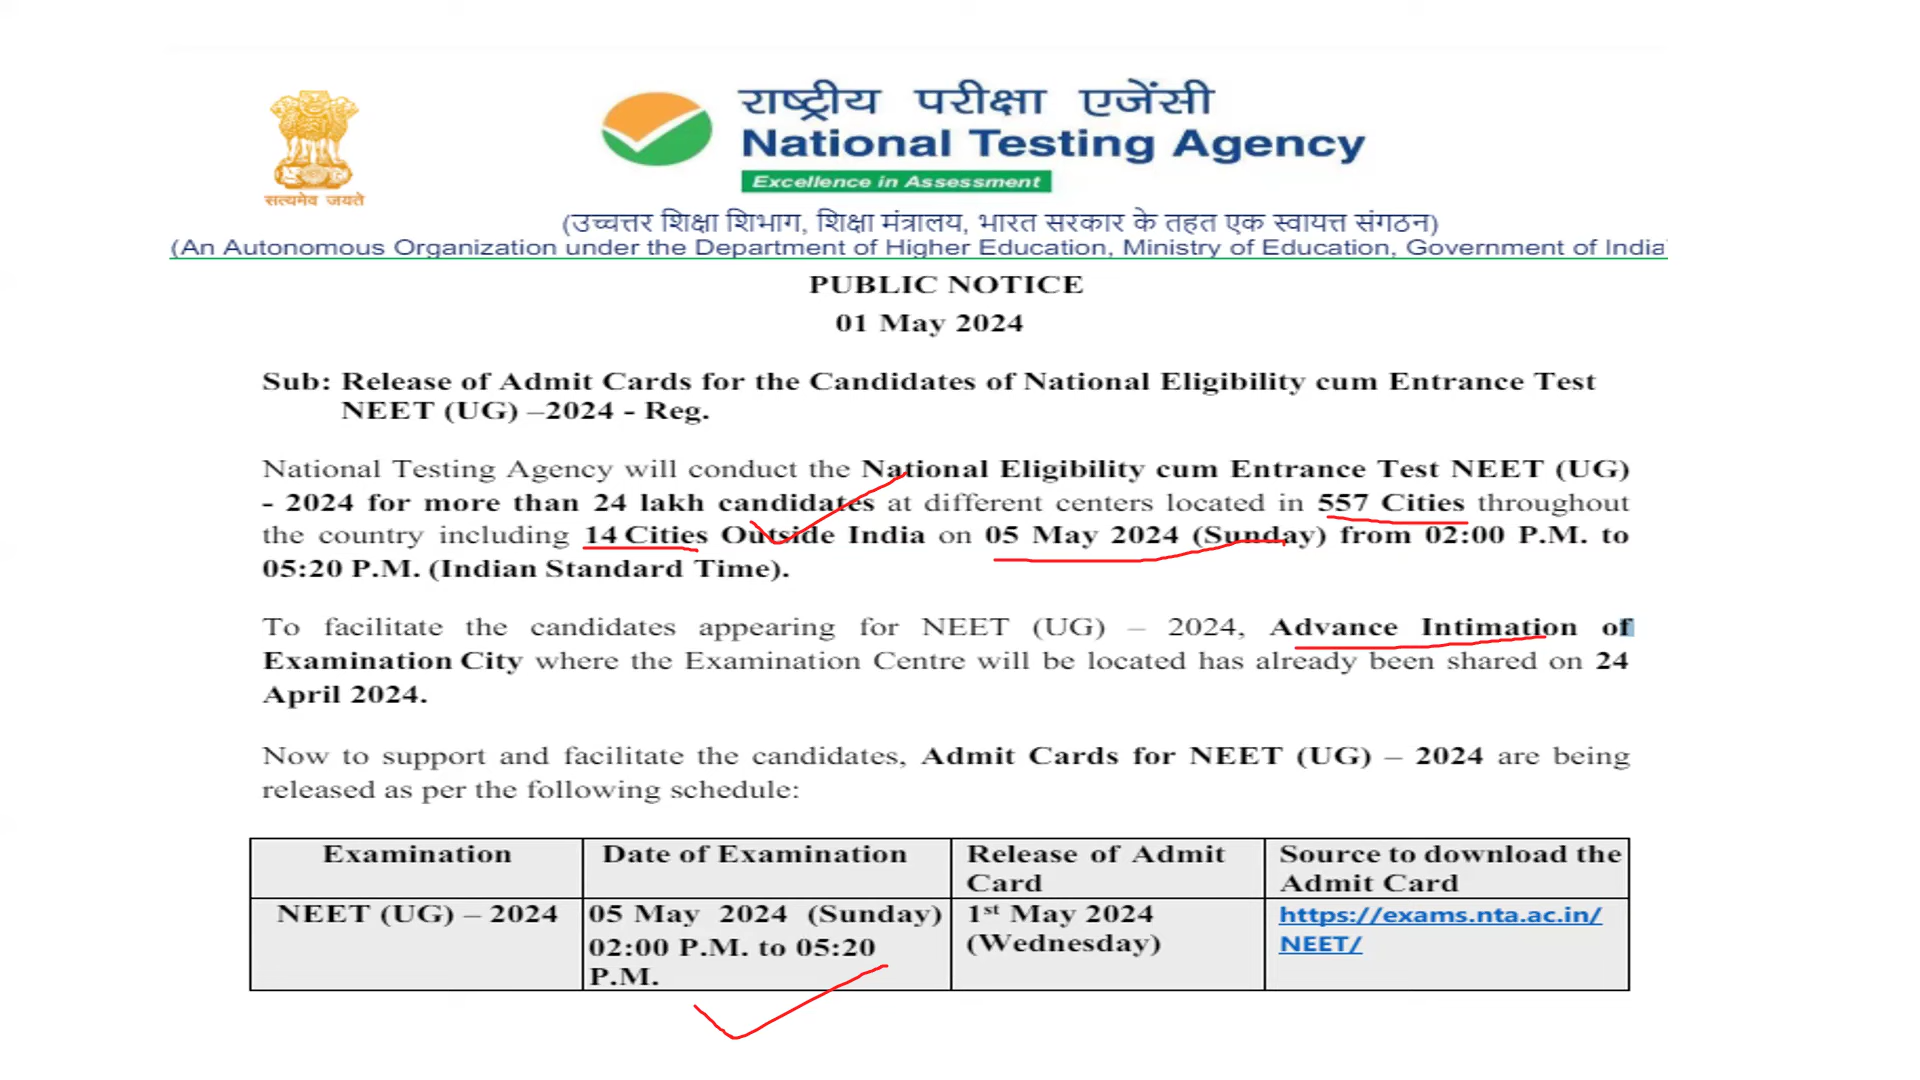 सत्यमेव जयते
राष्ट्रीय परीक्षा एजेंसी
National Testing Agency
Excellence in Assessment
(उच्चत्तर शिक्षा शिभाग, शिक्षा मंत्रालय, भारत सरकार के तहत एक स्वायत्त संगठन)
(An Autonomous Organization under the Department of Higher Education, Ministry of Education, Government of India)
PUBLIC NOTICE
01 May 2024
Sub: Release of Admit Cards for the Candidates of National Eligibility cum Entrance Test
NEET (UG) –2024 - Reg.
National Testing Agency will conduct the National Eligibility cum Entrance Test NEET (UG)
- 2024 for more than 24 lakh candidates at different centers located in 557 Cities throughout
the country including 14 Cities Outside India on 05 May 2024 (Sunday) from 02:00 P.M. to
05:20 P.M. (Indian Standard Time).
To facilitate the candidates appearing for NEET (UG) – 2024, Advance Intimation of
Examination City where the Examination Centre will be located has already been shared on 24
April 2024.
Now to support and facilitate the candidates, Admit Cards for NEET (UG) – 2024 are being
released as per the following schedule:
Examination
Date of Examination
Release of Admit
Card
Source to download the
Admit Card
NEET (UG) – 2024
05 May 2024 (Sunday)
02:00 P.M. to 05:20
P.M.
1st May 2024
(Wednesday)
https://exams.nta.ac.in/
NEET/